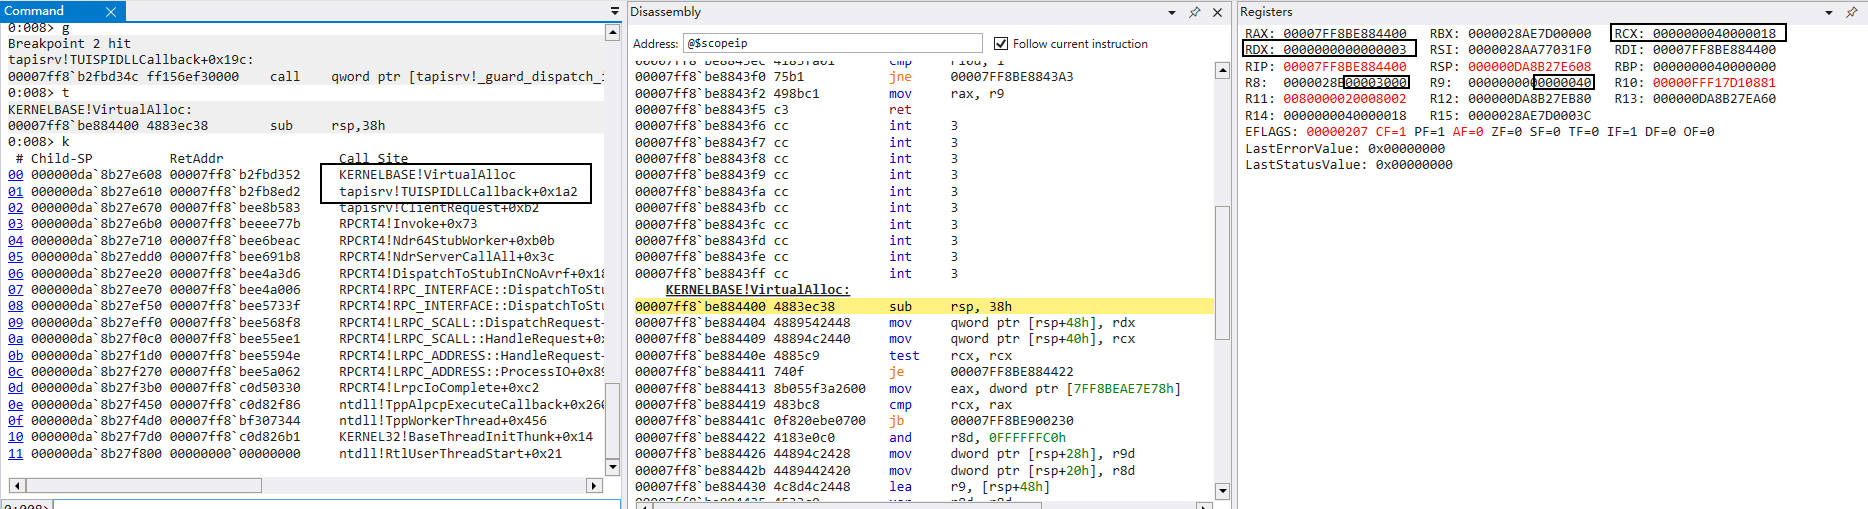 Command
0:008> g
Breakpoint 2 hit
tapisrv!TUISPIDLLCallback+0x19c:
00007ff8`b2fbd34c ff156ef30000 call qword ptr [tapisrv!_guard_dispatch_i
0:008> t
KERNELBASE!VirtualAlloc:
00007ff8`be884400 4883ec38 sub rsp,38h
0:008> k
# Child-SP RetAddr Call Site
00 000000da`8b27e608 00007ff8`b2fbd352 KERNELBASE!VirtualAlloc
01 000000da`8b27e610 00007ff8`b2fb8ed2 tapisrv!TUISPIDLLCallback+0x1a2
02 000000da`8b27e670 00007ff8`bee8b583 tapisrv!ClientRequest+0xb2
03 000000da`8b27e6b0 00007ff8`beeee77b RPCRT4!Invoke+0x73
04 000000da`8b27e710 00007ff8`bee6beac RPCRT4!Ndr64StubWorker+0xb0b
05 000000da`8b27edd0 00007ff8`bee691b8 RPCRT4!NdrServerCallAll+0x3c
06 000000da`8b27ee20 00007ff8`bee4a3d6 RPCRT4!DispatchToStubInCNoAvrf+0x18
07 000000da`8b27ee70 00007ff8`bee4a006 RPCRT4!RPC_INTERFACE::DispatchToStu
08 000000da`8b27ef50 00007ff8`bee5733f RPCRT4!RPC_INTERFACE::DispatchToStu
09 000000da`8b27eff0 00007ff8`bee568f8 RPCRT4!LRPC_SCALL::DispatchRequest+
0a 000000da`8b27f0c0 00007ff8`bee55ee1 RPCRT4!LRPC_SCALL::HandleRequest+0x
0b 000000da`8b27f1d0 00007ff8`bee5594e RPCRT4!LRPC_ADDRESS::HandleRequest+
0c 000000da`8b27f270 00007ff8`bee5a062 RPCRT4!LRPC_ADDRESS::ProcessIO+0x89
0d 000000da`8b27f3b0 00007ff8`c0d50330 RPCRT4!LrpcIoComplete+0xc2
0e 000000da`8b27f450 00007ff8`c0d82f86 ntdll!TppAlpcpExecuteCallback+0x260
0f 000000da`8b27f4d0 00007ff8`bf307344 ntdll!TppWorkerThread+0x456
10 000000da`8b27f7d0 00007ff8`c0d826b1 KERNEL32!BaseThreadInitThunk+0x14
11 000000da`8b27f800 00000000`00000000 ntdll!RtlUserThreadStart+0x21
0:008>
Disassembly
Address: @$scopeip Follow current instruction
00007ff8`be8843ec 4183fa01 cmp r10d, 1
00007ff8`be8843f0 75b1 jne 00007FF8BE8843A3
00007ff8`be8843f2 498bc1 mov rax, r9
00007ff8`be8843f5 c3 ret
00007ff8`be8843f6 cc int 3
00007ff8`be8843f7 cc int 3
00007ff8`be8843f8 cc int 3
00007ff8`be8843f9 cc int 3
00007ff8`be8843fa cc int 3
00007ff8`be8843fb cc int 3
00007ff8`be8843fc cc int 3
00007ff8`be8843fd cc int 3
00007ff8`be8843fe cc int 3
00007ff8`be8843ff cc int 3
KERNELBASE!VirtualAlloc:
00007ff8`be884400 4883ec38 sub rsp, 38h
00007ff8`be884404 4889542448 mov qword ptr [rsp+48h], rdx
00007ff8`be884409 48894c2440 mov qword ptr [rsp+40h], rcx
00007ff8`be88440e 4885c9 test rcx, rcx
00007ff8`be884411 740f je 00007FF8BE884422
00007ff8`be884413 8b055f3a2600 mov eax, dword ptr [7FF8BEAE7E78h]
00007ff8`be884419 483bc8 cmp rcx, rax
00007ff8`be88441c 0f820ebe0700 jb 00007FF8BE900230
00007ff8`be884422 4183e0c0 and r8d, 0FFFFFFC0h
00007ff8`be884426 44894c2428 mov dword ptr [rsp+28h], r9d
00007ff8`be88442b 4489442420 mov dword ptr [rsp+20h], r8d
00007ff8`be884430 4c8d4c2448 lea r9, [rsp+48h]
00007ff8`be884435 4533c0 xor r8d, r8d
Registers
RAX: 00007FF8BE884400 RBX: 0000028AE7D00000 RCX: 0000000040000018
RDX: 0000000000000003 RSI: 0000028AA77031F0 RDI: 00007FF8BE884400
RIP: 00007FF8BE884400 RSP: 000000DA8B27E608 RBP: 0000000040000000
R8: 0000028B00003000 R9: 0000000000000040 R10: 00000FFF17D10881
R11: 0080000020008002 R12: 000000DA8B27EB80 R13: 000000DA8B27EA60
R14: 0000000040000018 R15: 0000028AE7D0003C
EFLAGS: 00000207 CF=1 PF=1 AF=0 ZF=0 SF=0 TF=0 IF=1 DF=0 OF=0
LastErrorValue: 0x00000000
LastStatusValue: 0x00000000